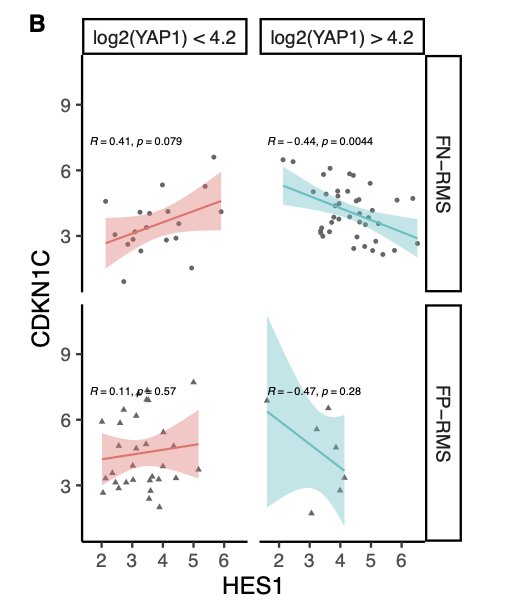 B
log2(YAP1) < 4.2 log2(YAP1) > 4.2
9
R = 0.41, p = 0.079 R = −0.44, p = 0.0044
6
3
FN−RMS
CDKN1C
9
R = 0.11, p = 0.57 R = −0.47, p = 0.28
6
3
FP−RMS
2 3 4 5 6 2 3 4 5 6
HES1